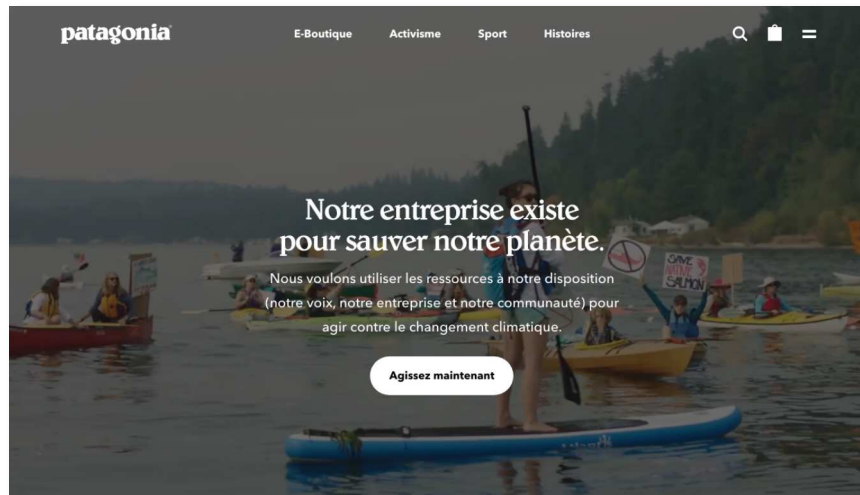 patagonia
E-Boutique
Activisme
Sport
Histoires
Notre entreprise existe
pour sauver notre planète.
Nous voulons utiliser les ressources à notre disposition
(notre voix, notre entreprise et notre communauté) pour
agir contre le changement climatique.
SAVE
NATIVE
SALMON
Agissez maintenant